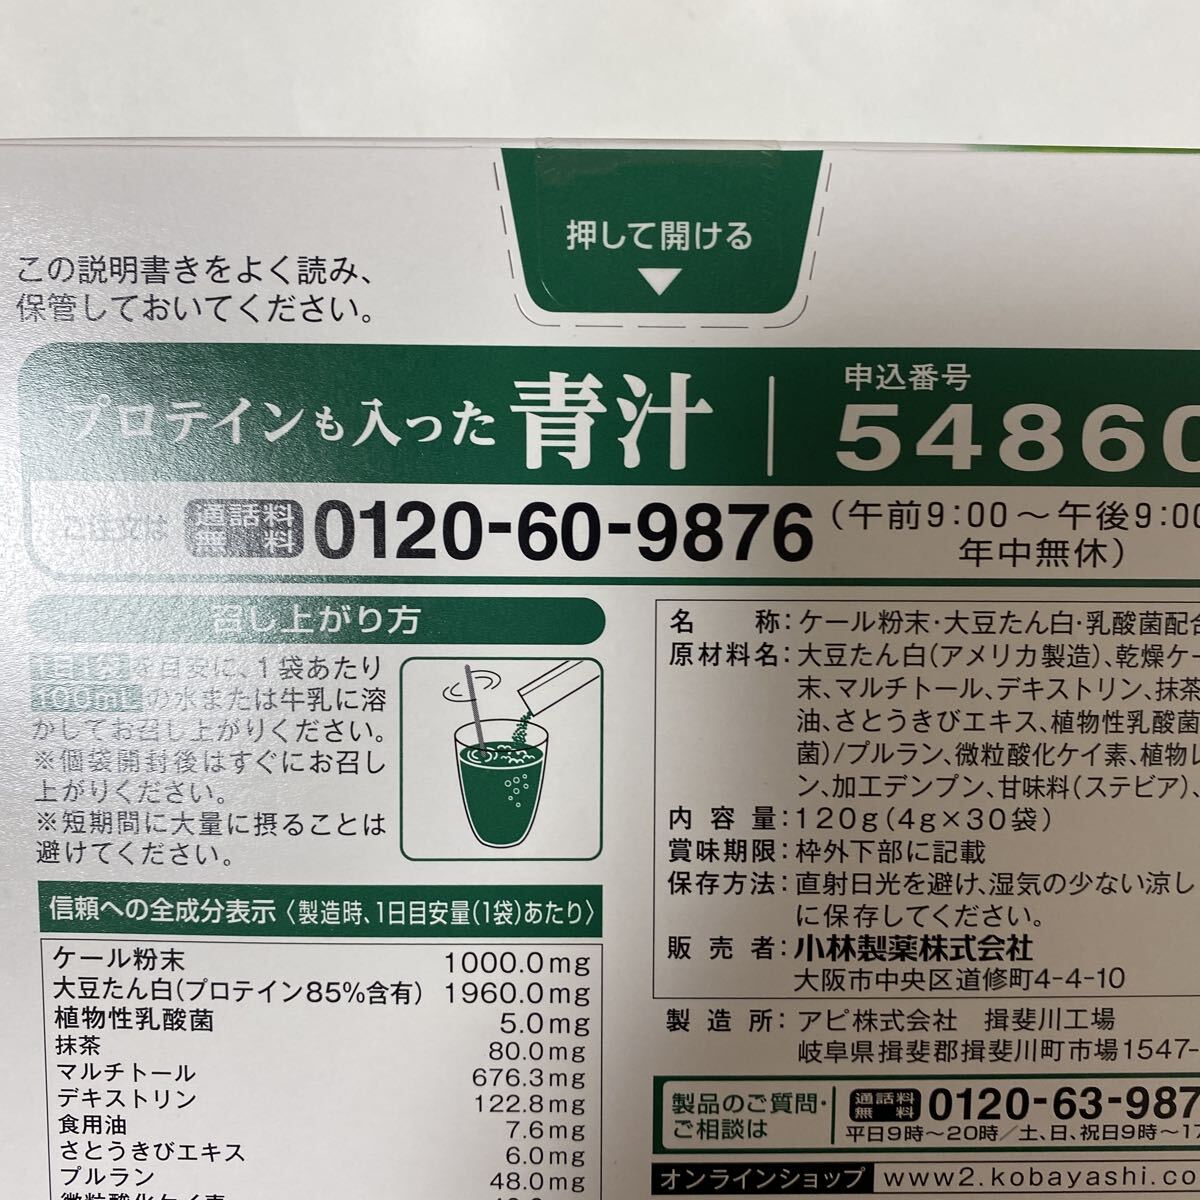 押して開ける
この説明書きをよく読み、
保管しておいてください。
プロテインも入った青汁
申込番号
54860
ご注文は 通話料無料 0120-60-9876 (午前9:00〜午後9:00
年中無休)
召し上がり方
1日1袋を目安に、1袋あたり
100mLの水または牛乳に溶
かしてお召し上がりください。
※個袋開封後はすぐにお召し
上がりください。
※短期間に大量に摂ることは
避けてください。
信頼への全成分表示〈製造時、1日目安量(1袋)あたり〉
ケール粉末 1000.0mg
大豆たん白(プロテイン85%含有) 1960.0mg
植物性乳酸菌 5.0mg
抹茶 80.0mg
マルチトール 676.3mg
デキストリン 122.8mg
食用油 7.6mg
さとうきびエキス 6.0mg
プルラン 48.0mg
微粒酸化ケイ素
名称:ケール粉末・大豆たん白・乳酸菌配合
原材料名:大豆たん白(アメリカ製造)、乾燥ケー
末、マルチトール、デキストリン、抹茶
油、さとうきびエキス、植物性乳酸菌
菌)/プルラン、微粒酸化ケイ素、植物レ
ン、加工デンプン、甘味料(ステビア)、
内容量:120g(4g×30袋)
賞味期限:枠外下部に記載
保存方法:直射日光を避け、湿気の少ない涼し
に保存してください。
販売者:小林製薬株式会社
大阪市中央区道修町4-4-10
製造所:アピ株式会社 揖斐川工場
岐阜県揖斐郡揖斐川町市場1547-
製品のご質問・
ご相談は
通話料無料 0120-63-987
平日9時〜20時/土、日、祝日9時〜17
オンラインショップ www2.kobayashi.co